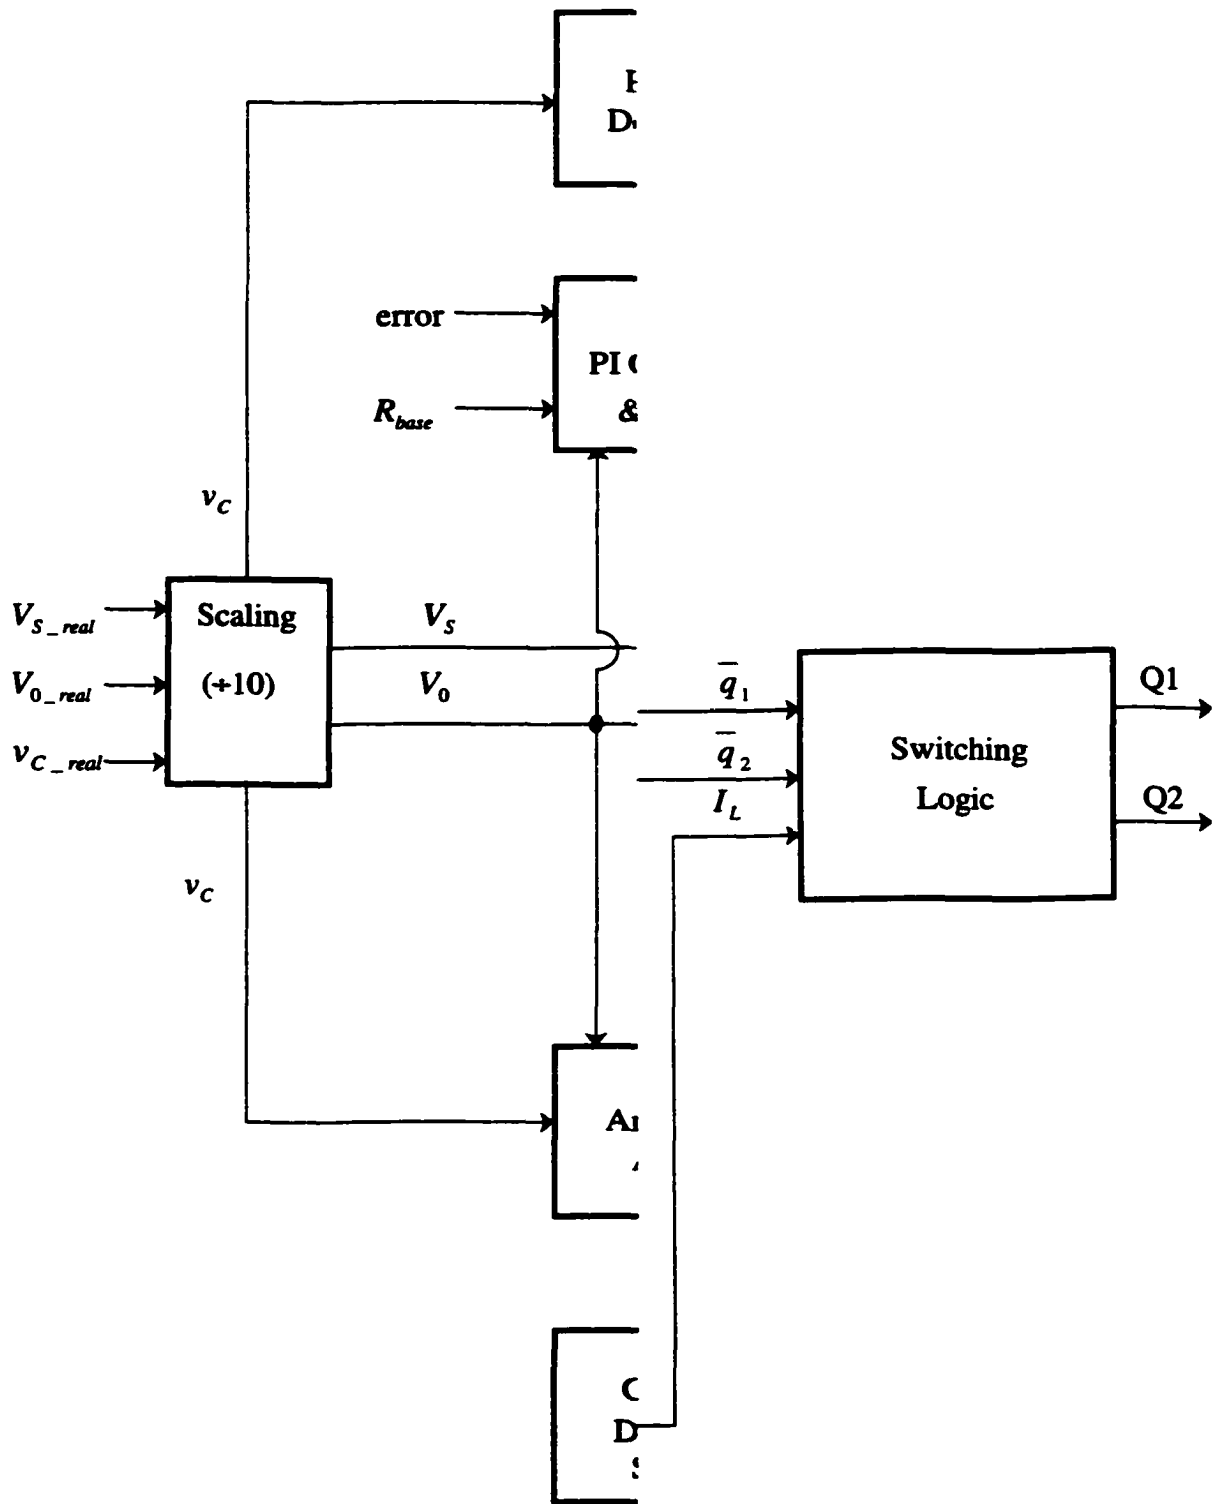 error
PI
&
R_base
v_C
V_S_real
Scaling
V_S
V_0_real
(÷10)
V_0
v_C_real
q̅_1
Q1
q̅_2
Switching
Logic
I_L
Q2
v_C